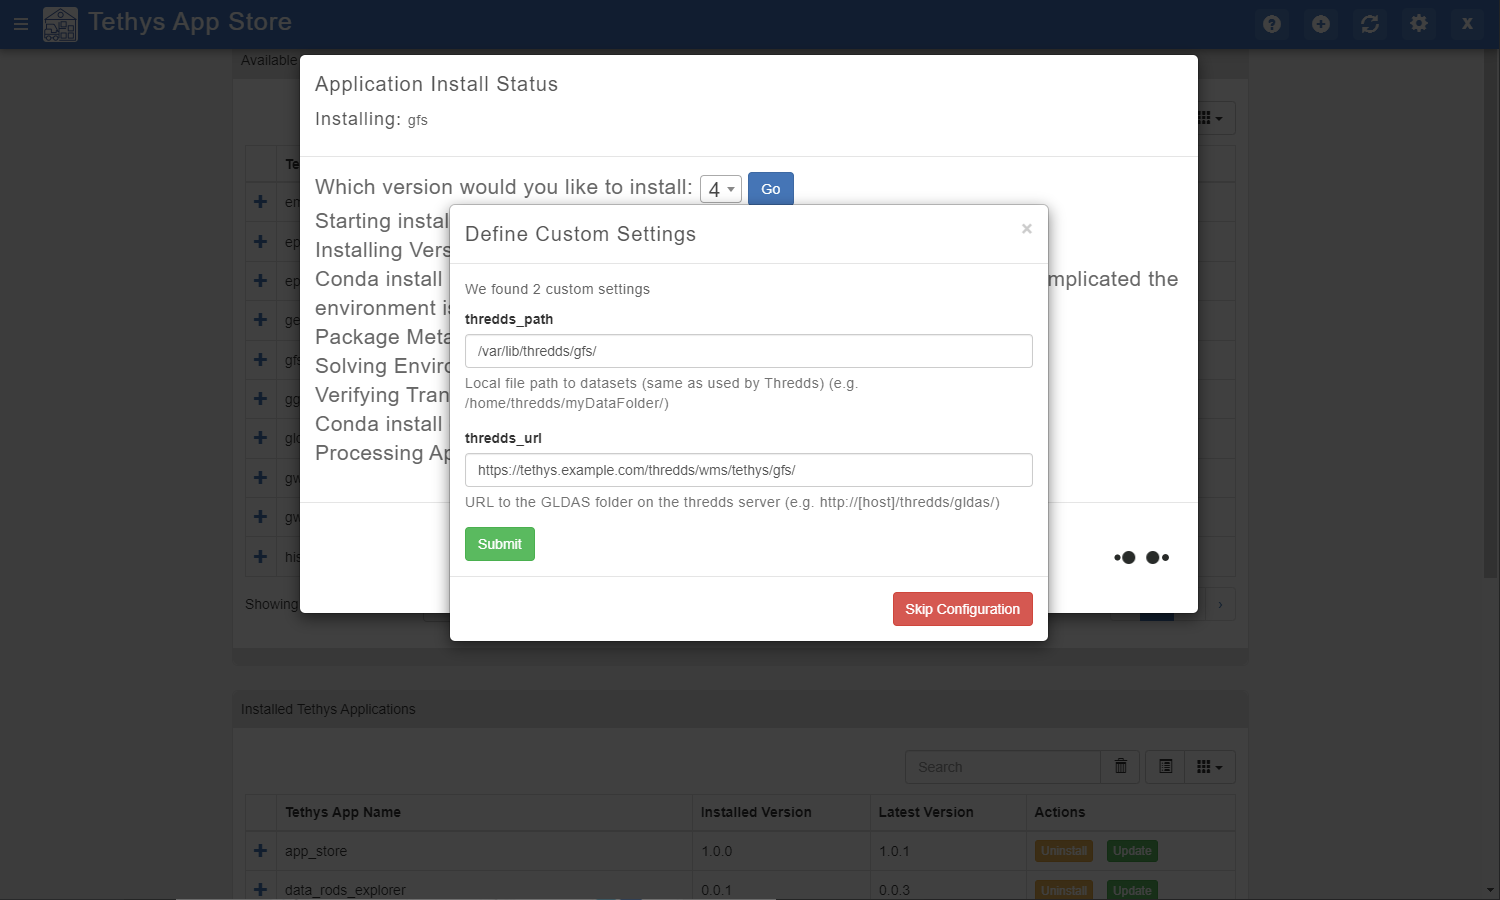 Tethys App Store
Available
Application Install Status
Installing: gfs
Te
Which version would you like to install: 4 Go
Starting instal
Installing Vers
Conda install mplicated the
environment is
Package Meta
Solving Enviro
Verifying Tran
Conda install
Processing Ap
Define Custom Settings
×
We found 2 custom settings
thredds_path
/var/lib/thredds/gfs/
Local file path to datasets (same as used by Thredds) (e.g.
/home/thredds/myDataFolder/)
thredds_url
https://tethys.example.com/thredds/wms/tethys/gfs/
URL to the GLDAS folder on the thredds server (e.g. http://[host]/thredds/gldas/)
Submit
Skip Configuration
ep
ep
ge
gfs
gg
gw
gw
his
Showing
Installed Tethys Applications
Search
Tethys App Name Installed Version Latest Version Actions
app_store 1.0.0 1.0.1 Uninstall Update
data_rods_explorer 0.0.1 0.0.3 Uninstall Update